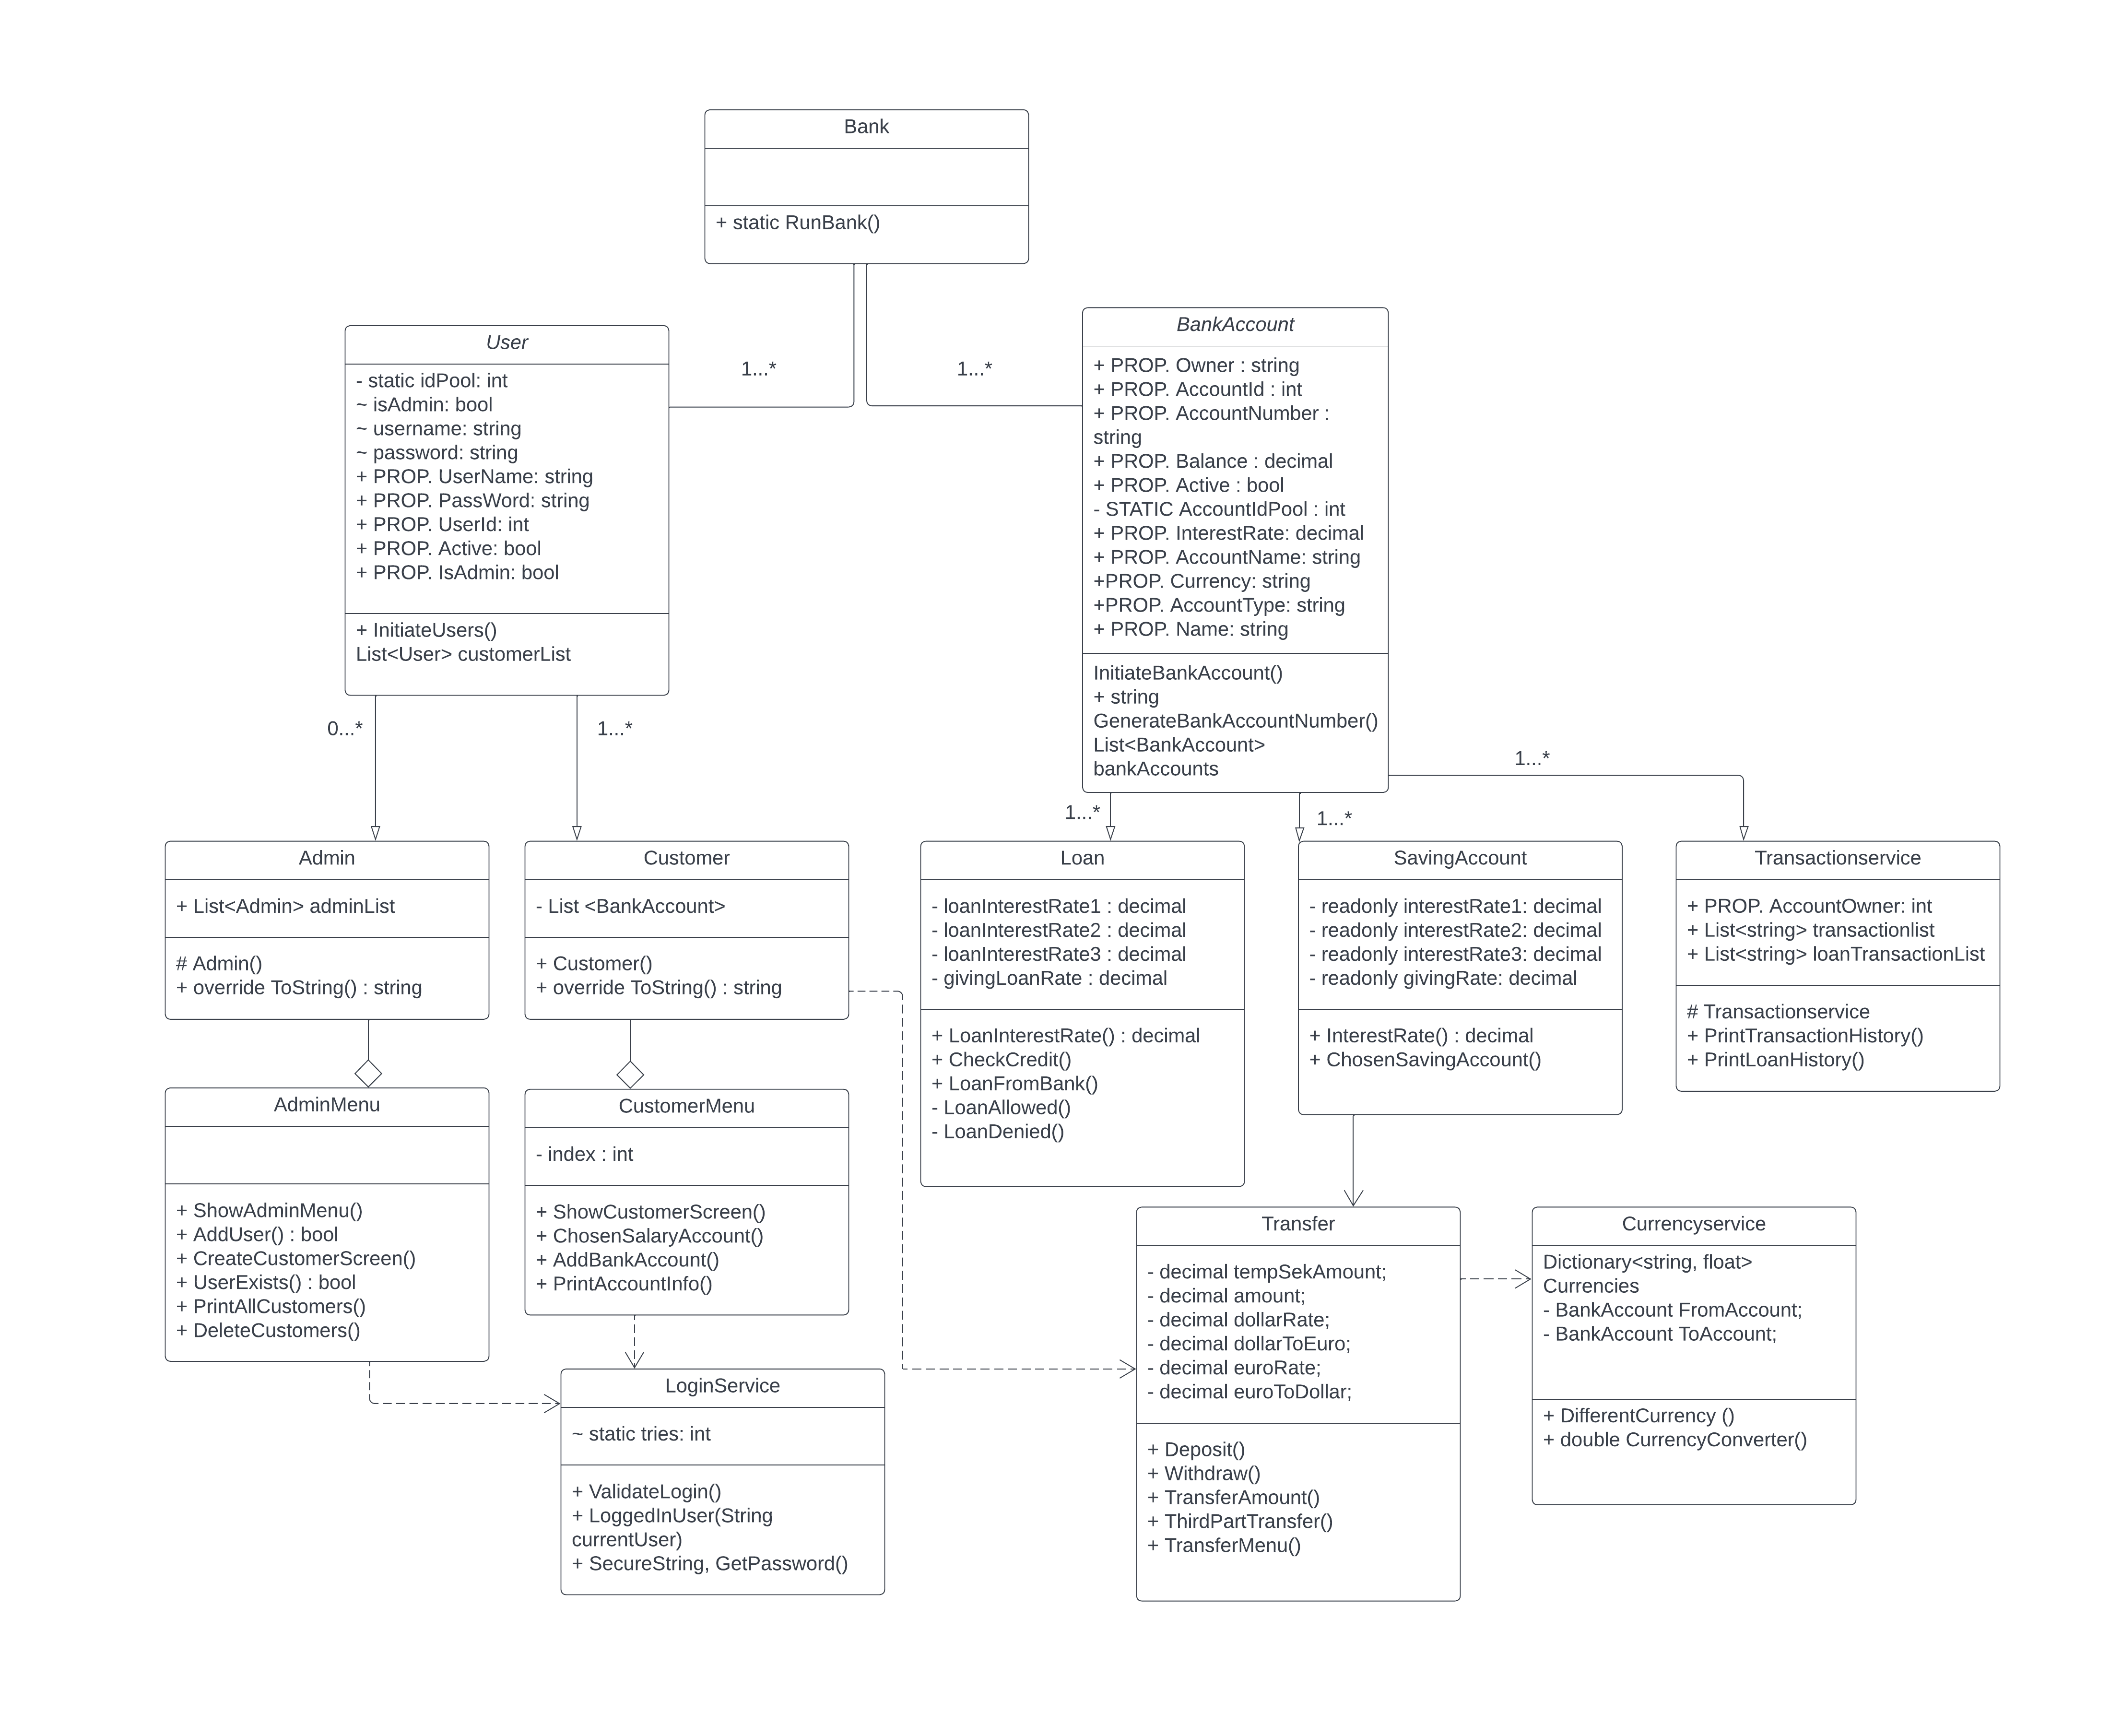 Bank
+ static RunBank()
User
- static idPool: int
~ isAdmin: bool
~ username: string
~ password: string
+ PROP. UserName: string
+ PROP. PassWord: string
+ PROP. UserId: int
+ PROP. Active: bool
+ PROP. IsAdmin: bool
+ InitiateUsers()
List<User> customerList
1...*
1...*
BankAccount
+ PROP. Owner : string
+ PROP. AccountId : int
+ PROP. AccountNumber :
string
+ PROP. Balance : decimal
+ PROP. Active : bool
- STATIC AccountIdPool : int
+ PROP. InterestRate: decimal
+ PROP. AccountName: string
+PROP. Currency: string
+PROP. AccountType: string
+ PROP. Name: string
InitiateBankAccount()
+ string
GenerateBankAccountNumber()
List<BankAccount>
bankAccounts
0...*
1...*
1...*
1...*
1...*
Admin
+ List<Admin> adminList
# Admin()
+ override ToString() : string
Customer
- List <BankAccount>
+ Customer()
+ override ToString() : string
Loan
- loanInterestRate1 : decimal
- loanInterestRate2 : decimal
- loanInterestRate3 : decimal
- givingLoanRate : decimal
+ LoanInterestRate() : decimal
+ CheckCredit()
+ LoanFromBank()
- LoanAllowed()
- LoanDenied()
SavingAccount
- readonly interestRate1: decimal
- readonly interestRate2: decimal
- readonly interestRate3: decimal
- readonly givingRate: decimal
+ InterestRate() : decimal
+ ChosenSavingAccount()
Transactionservice
+ PROP. AccountOwner: int
+ List<string> transactionlist
+ List<string> loanTransactionList
# Transactionservice
+ PrintTransactionHistory()
+ PrintLoanHistory()
AdminMenu
+ ShowAdminMenu()
+ AddUser() : bool
+ CreateCustomerScreen()
+ UserExists() : bool
+ PrintAllCustomers()
+ DeleteCustomers()
CustomerMenu
- index : int
+ ShowCustomerScreen()
+ ChosenSalaryAccount()
+ AddBankAccount()
+ PrintAccountInfo()
LoginService
~ static tries: int
+ ValidateLogin()
+ LoggedInUser(String
currentUser)
+ SecureString, GetPassword()
Transfer
- decimal tempSekAmount;
- decimal amount;
- decimal dollarRate;
- decimal dollarToEuro;
- decimal euroRate;
- decimal euroToDollar;
+ Deposit()
+ Withdraw()
+ TransferAmount()
+ ThirdPartTransfer()
+ TransferMenu()
Currencyservice
Dictionary<string, float>
Currencies
- BankAccount FromAccount;
- BankAccount ToAccount;
+ DifferentCurrency ()
+ double CurrencyConverter()